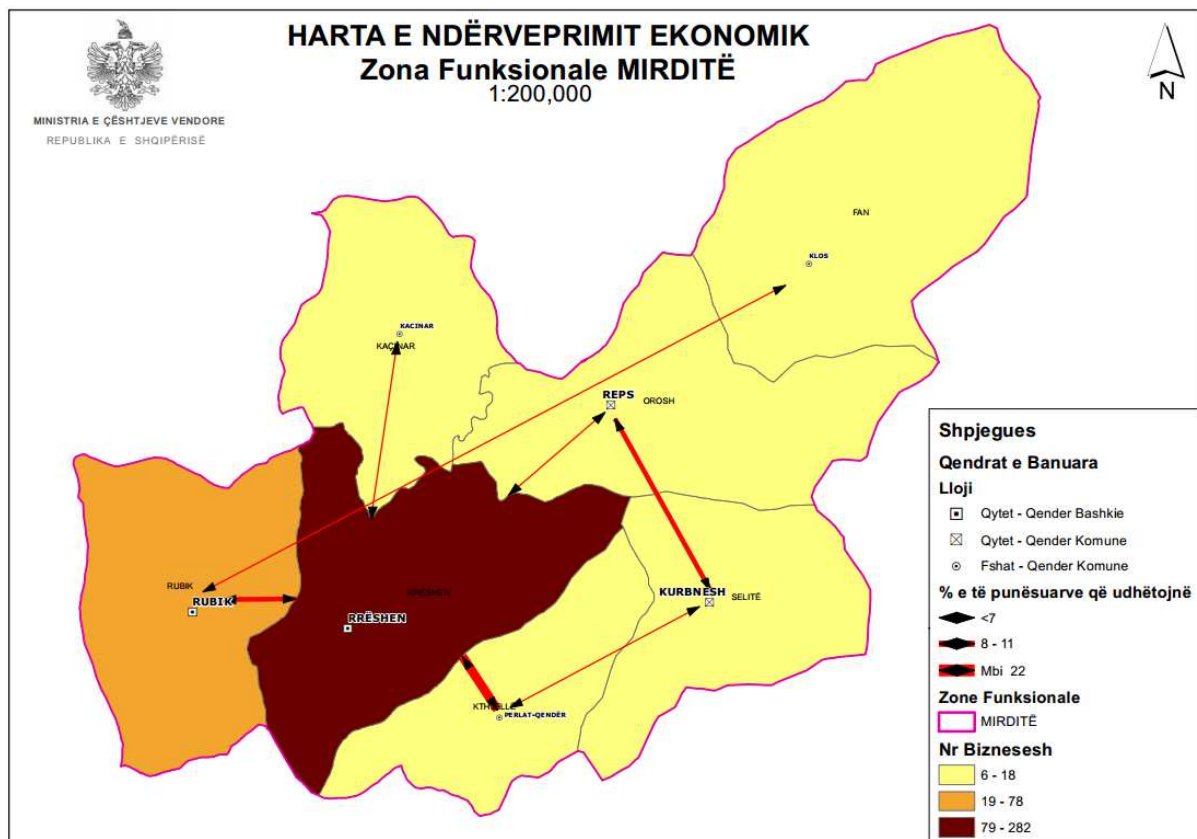 HARTA E NDËRVEPRIMIT EKONOMIK
Zona Funksionale MIRDITË
1:200,000
MINISTRIA E ÇËSHTJEVE VENDORE
REPUBLIKA E SHQIPËRISË
N
FAN
KLOS
KACINAR
KAÇINAR
REPS
OROSH
RUBIK
RUBIK
RRËSHEN
RRËSHEN
KURBNESH
SELITË
PERLAT-QENDËR
Shpjegues
Qendrat e Banuara
Lloji
Qytet - Qender Bashkie
Qytet - Qender Komune
Fshat - Qender Komune
% e të punësuarve që udhëtojnë
<7
8 - 11
Mbi 22
Zone Funksionale
MIRDITË
Nr Biznesesh
6 - 18
19 - 78
79 - 282